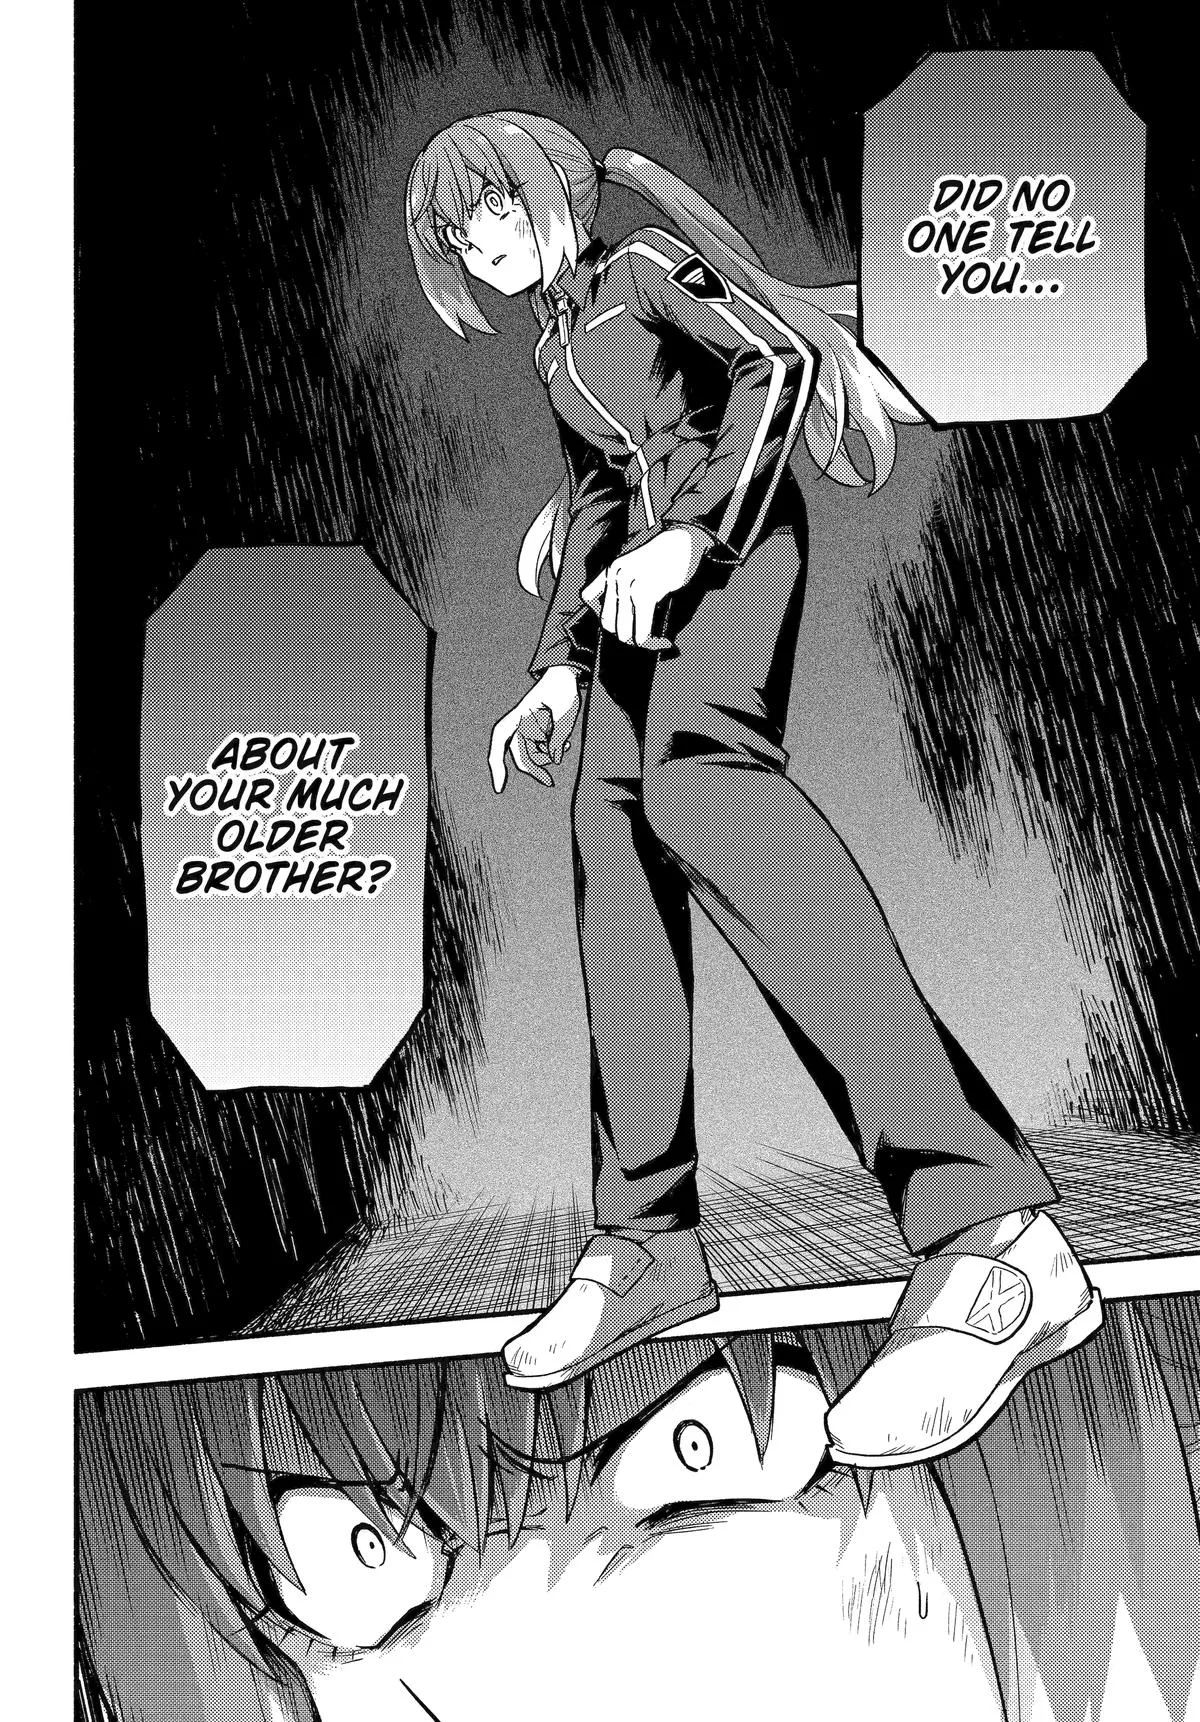 DID NO
ONE TELL
YOU...
ABOUT
YOUR MUCH
OLDER
BROTHER?